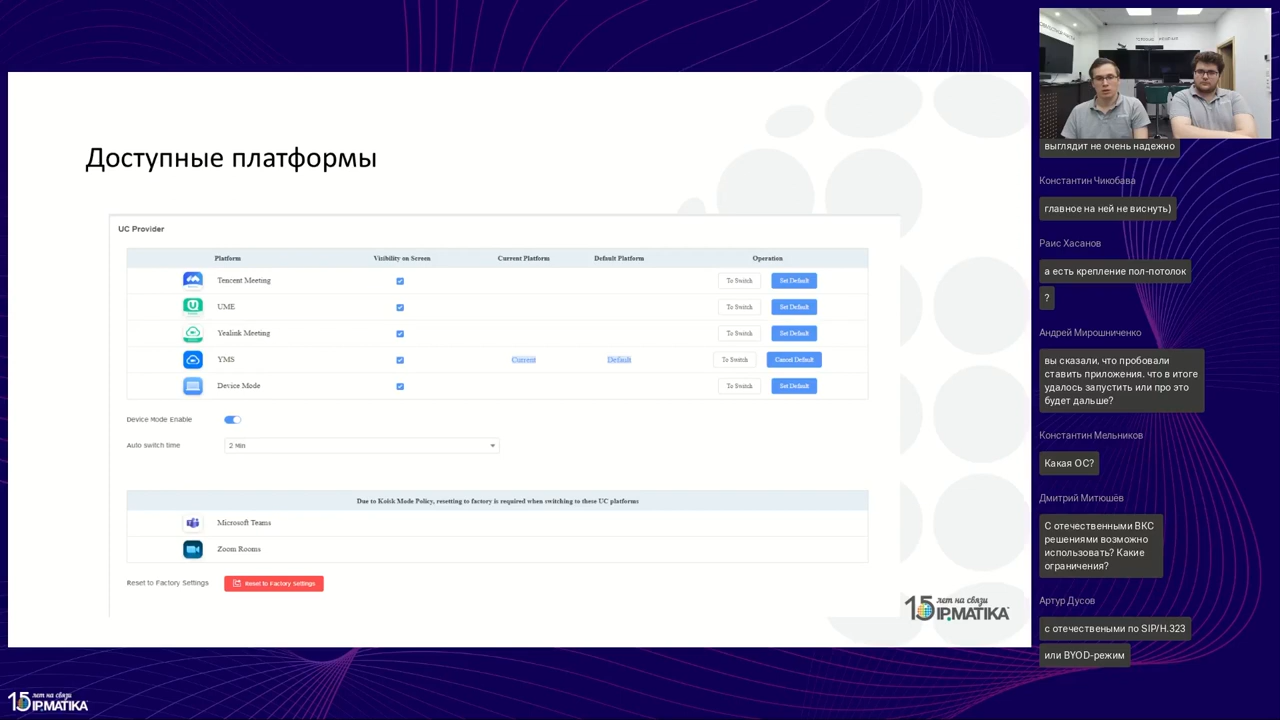 Доступные платформы
UC Provider
Platform Visibility on Screen Current Platform Default Platform Operation
Tencent Meeting To Switch Set Default
UME To Switch Set Default
Yealink Meeting To Switch Set Default
YMS Current Default To Switch Cancel Default
Device Mode To Switch Set Default
Device Mode Enable
Auto switch time 2 Min
Due to Koisk Mode Policy, resetting to factory is required when switching to these UC platforms
Microsoft Teams
Zoom Rooms
Reset to Factory Settings Reset to Factory Settings
15 лет на связи
IP.MATIKA
15 лет на связи
IP.MATIKA
выглядит не очень надежно
Константин Чикобава
главное на ней не виснуть)
Раис Хасанов
а есть крепление пол-потолок
?
Андрей Мирошниченко
вы сказали, что пробовали
ставить приложения. что в итоге
удалось запустить или про это
будет дальше?
Константин Мельников
Какая ОС?
Дмитрий Митюшёв
С отечественными ВКС
решениями возможно
использовать? Какие
ограничения?
Артур Дусов
с отечествеными по SIP/H.323
или BYOD-режим